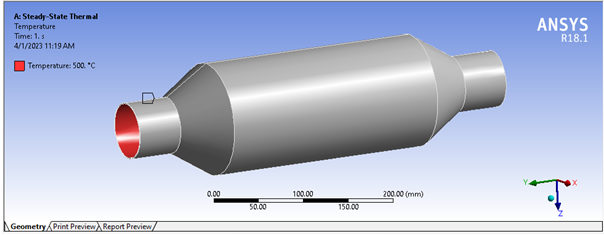 A: Steady-State Thermal
Temperature
Time: 1. s
4/1/2023 11:19 AM
Temperature: 500. °C
ANSYS
R18.1
0.00 100.00 200.00 (mm)
50.00 150.00
Y X
Z
Geometry Print Preview Report Preview